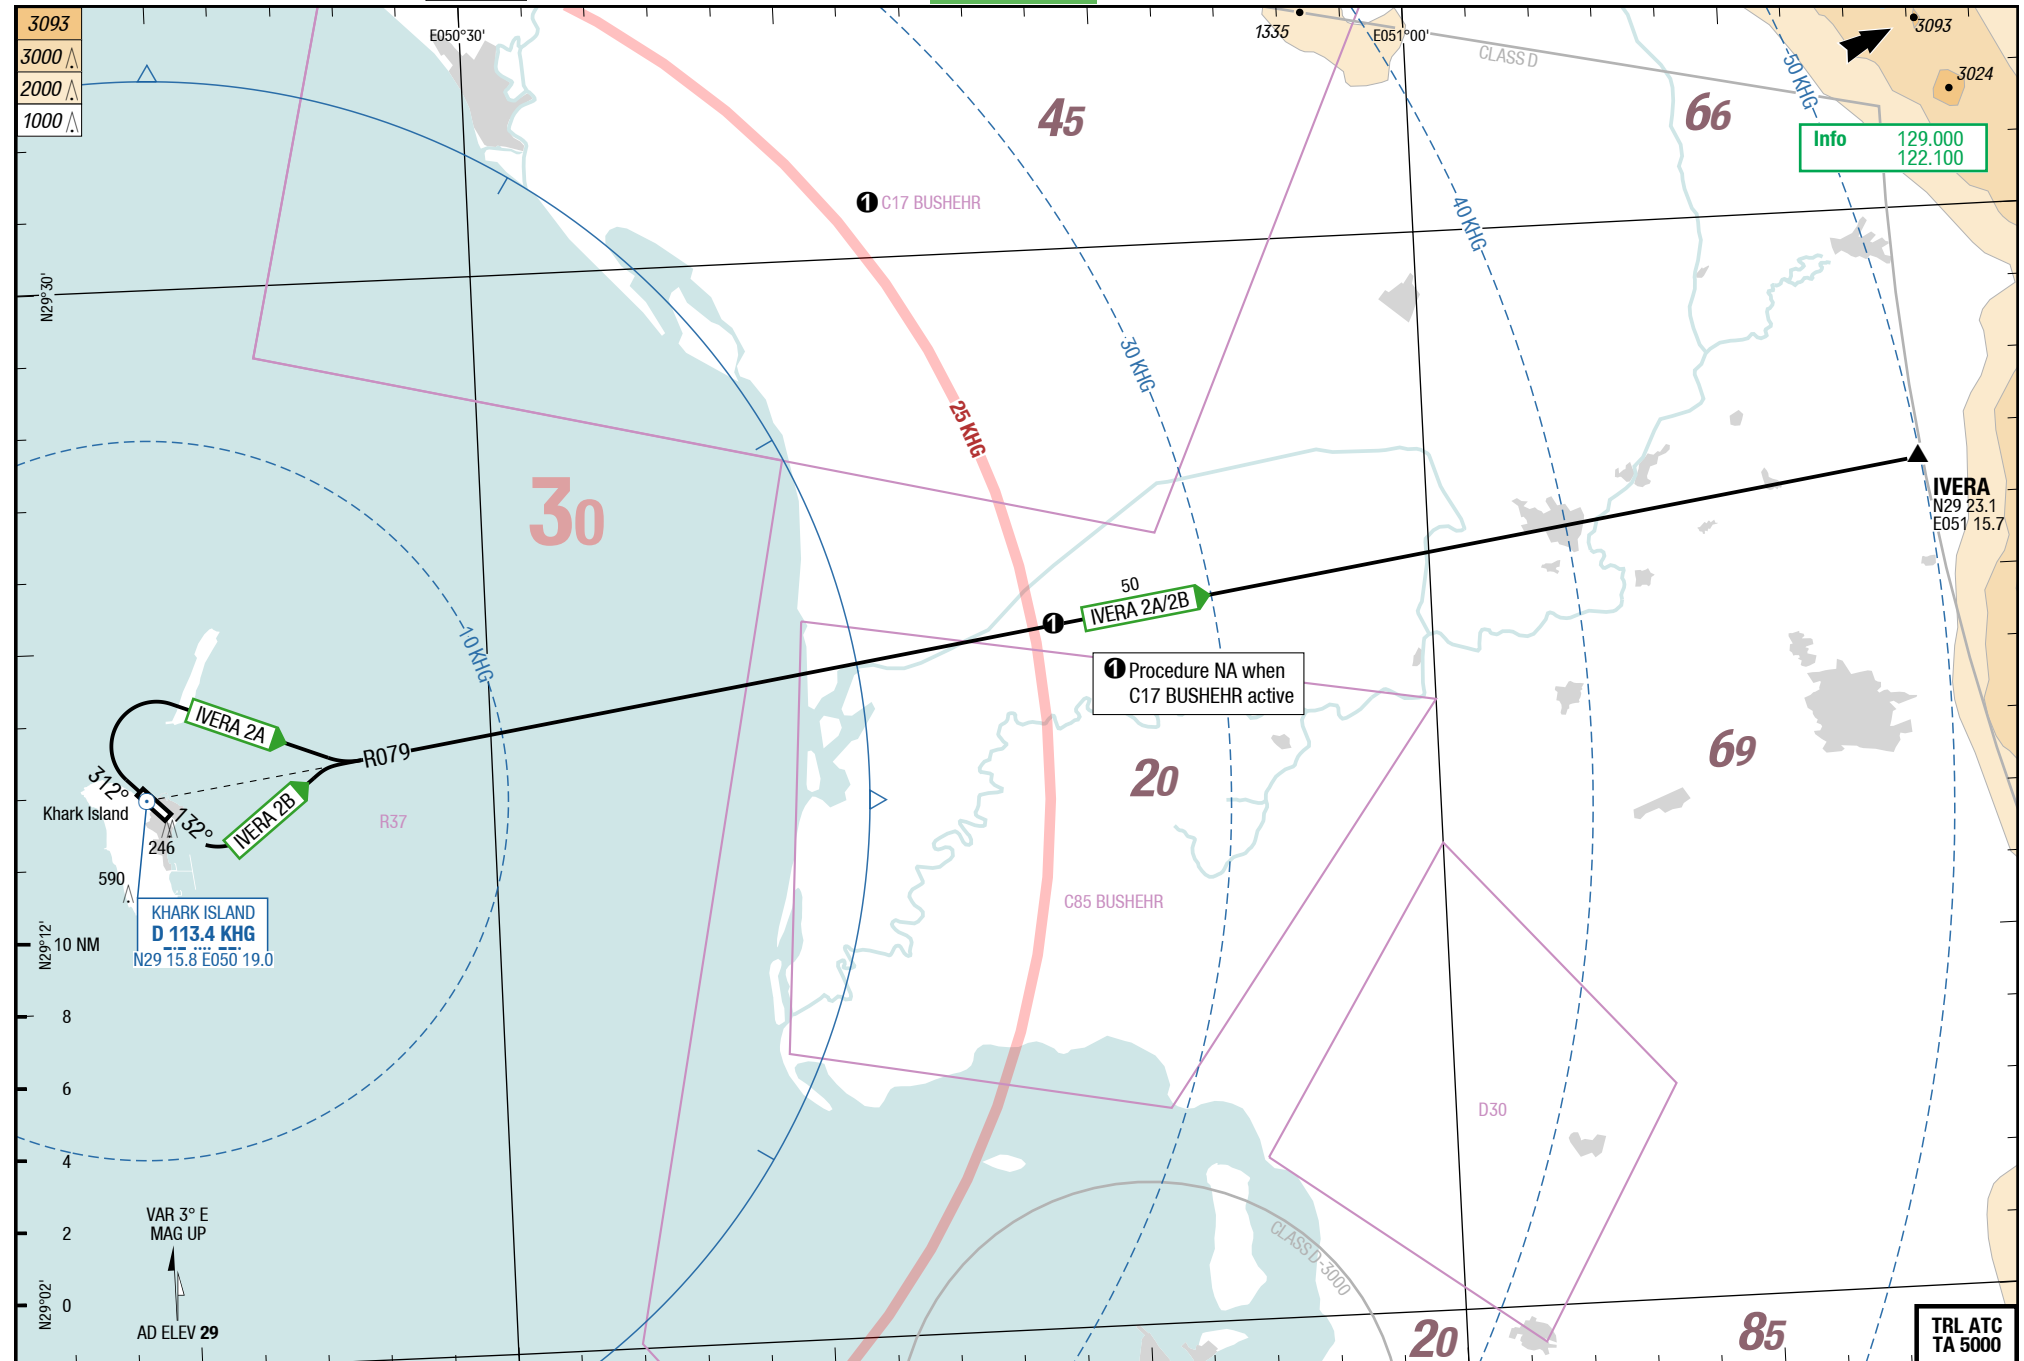 3093
3000
2000
1000
E050°30'
1335
E051°00'
CLASS D
50 KHG
3093
3024
45
66
Info 129.000
122.100
1 C17 BUSHEHR
40 KHG
N29°30'
30 KHG
25 KHG
30
IVERA
N29 23.1
E051 15.7
50
1 IVERA 2A/2B
10 KHG
1 Procedure NA when
C17 BUSHEHR active
IVERA 2A
R079
312°
Khark Island
132°
IVERA 2B
246
590
R37
20
69
C85 BUSHEHR
KHARK ISLAND
D 113.4 KHG
N29 15.8 E050 19.0
N29°12'
10 NM
8
6
4
2
0
D30
VAR 3° E
MAG UP
CLASS D-3000
N29°02'
AD ELEV 29
20
85
TRL ATC
TA 5000